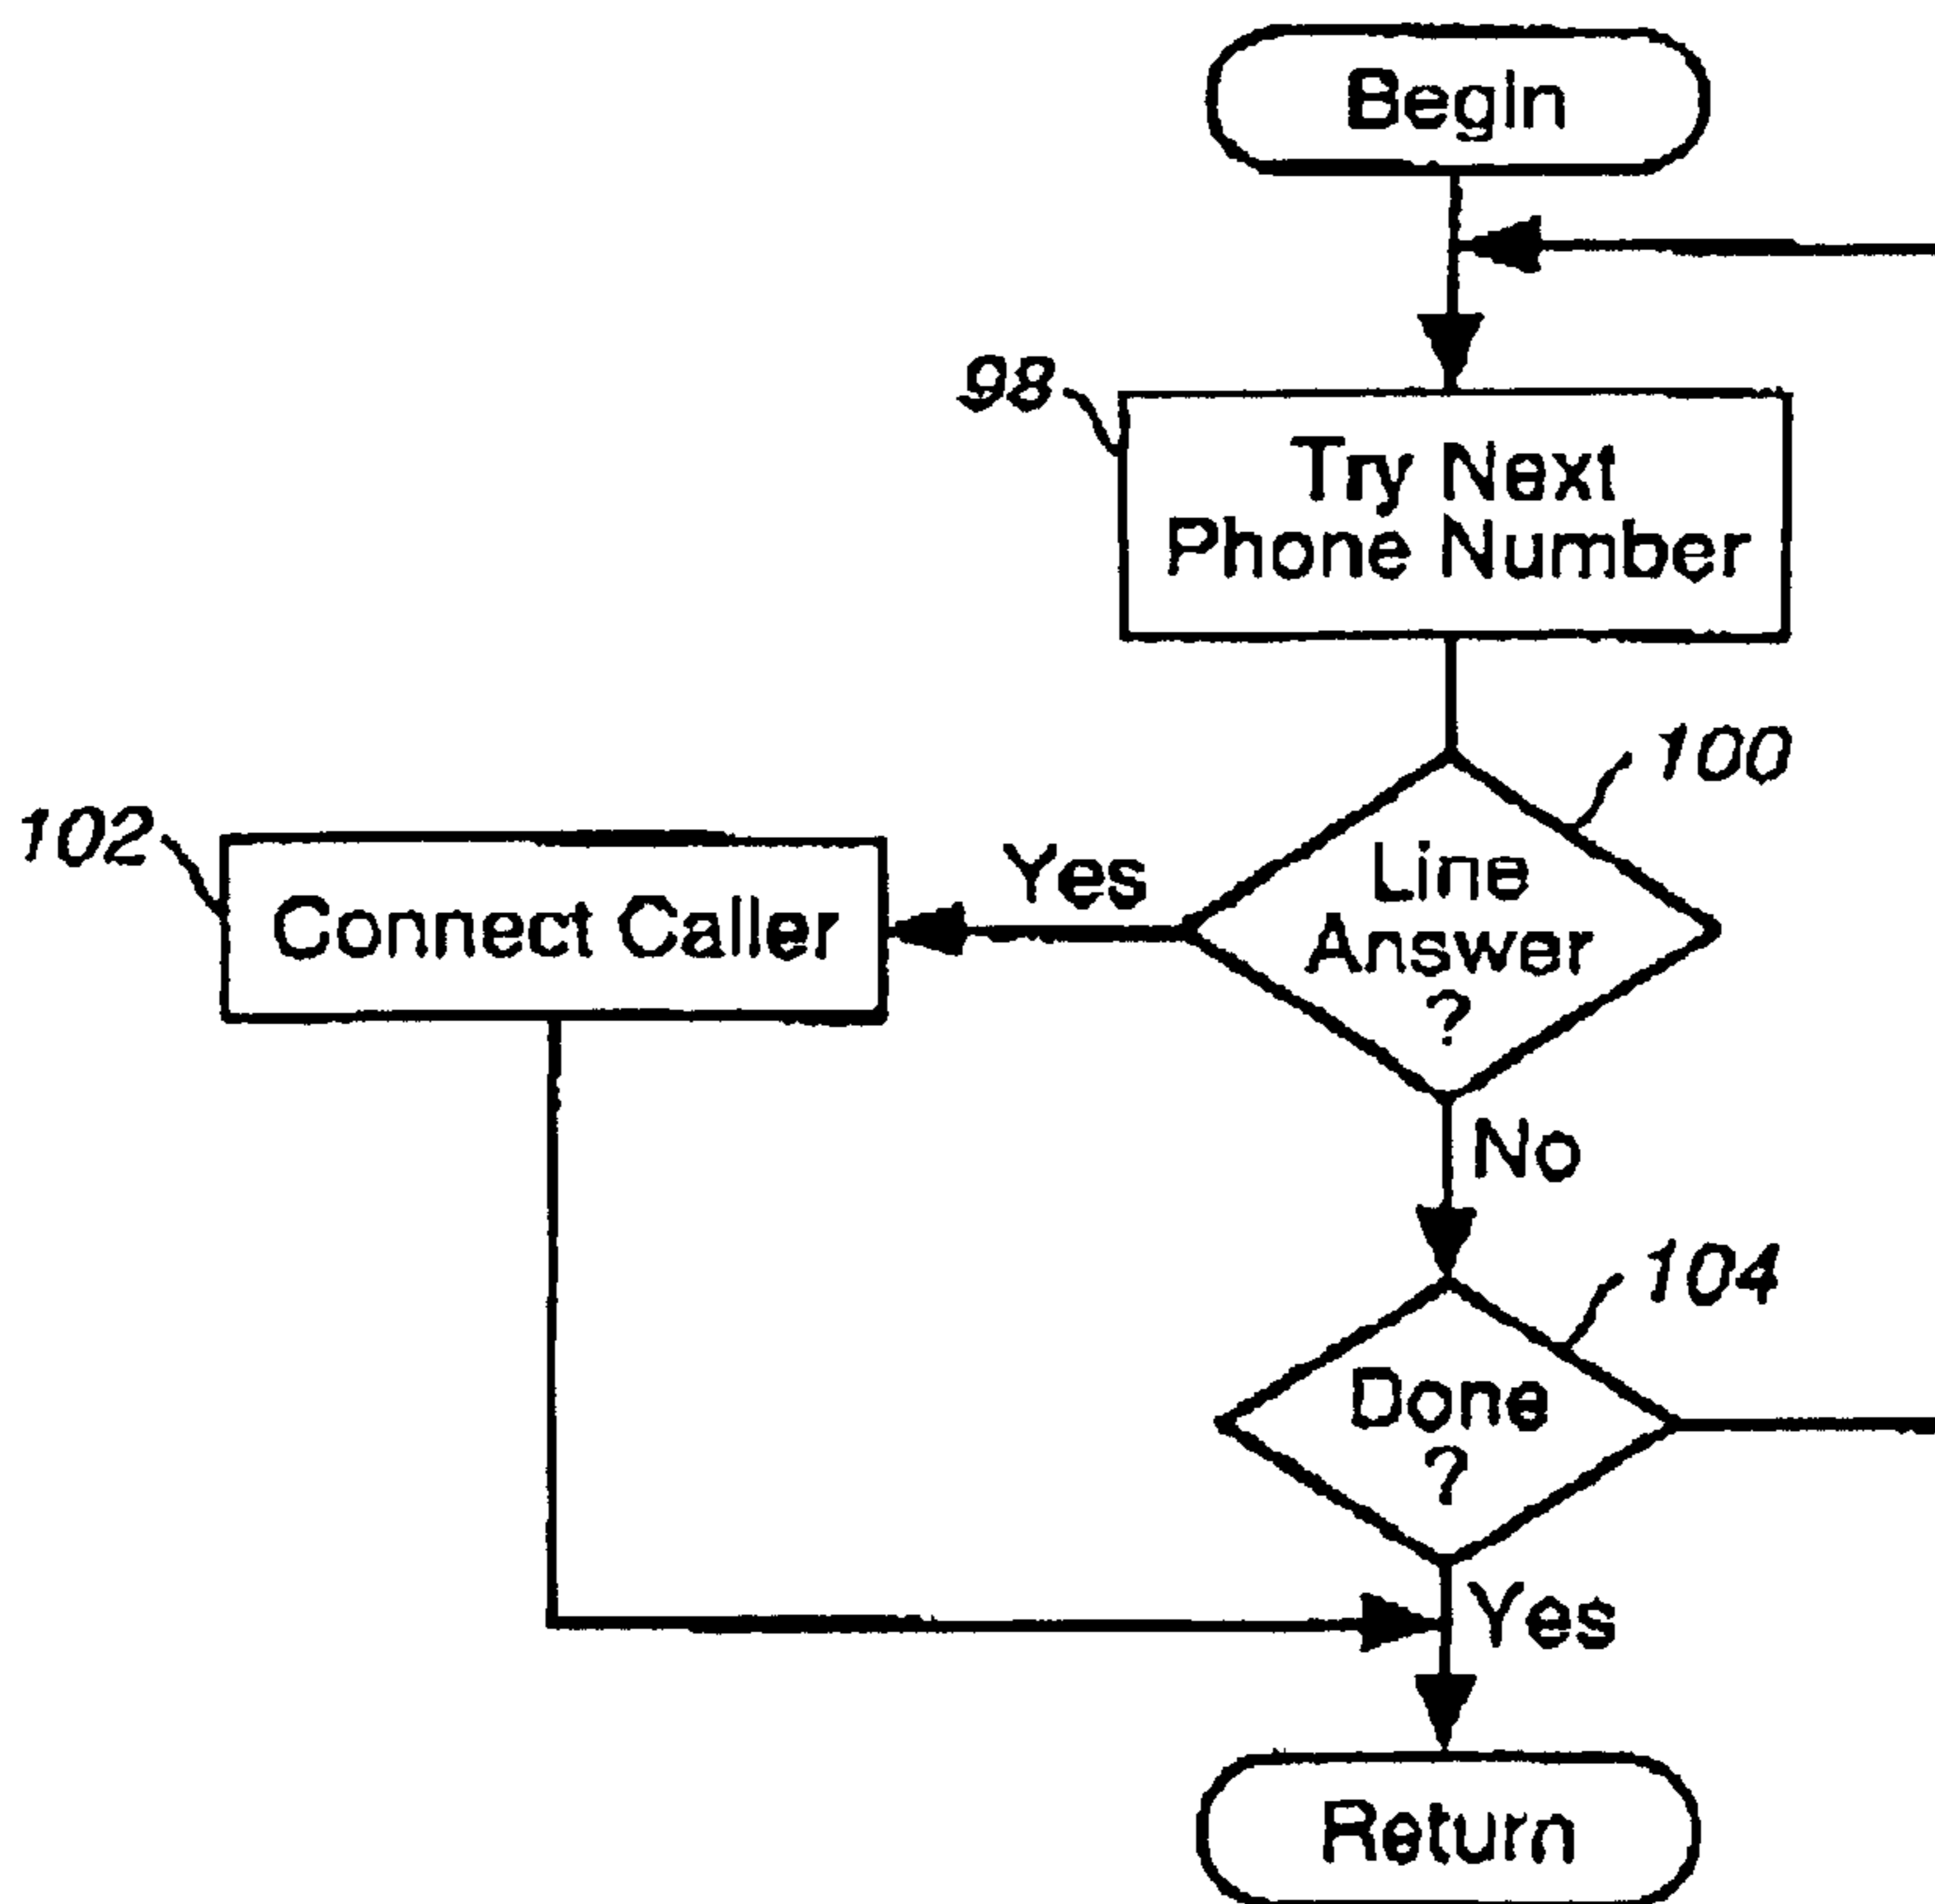 Begin
98
Try Next
Phone Number
100
102
Connect Caller
Yes
Line
Answer
?
No
104
Done
?
Yes
Return